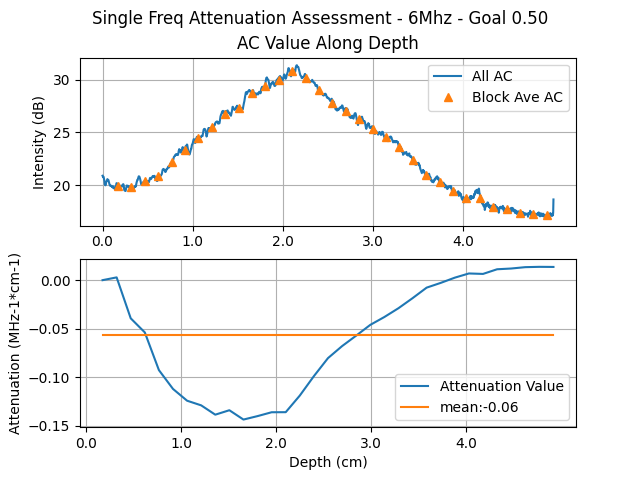 Single Freq Attenuation Assessment - 6Mhz - Goal 0.50
AC Value Along Depth
Intensity (dB)
30
25
20
All AC
Block Ave AC
0.0 1.0 2.0 3.0 4.0
Attenuation (MHz-1*cm-1)
0.00
−0.05
−0.10
−0.15
Attenuation Value
mean:-0.06
0.0 1.0 2.0 3.0 4.0
Depth (cm)